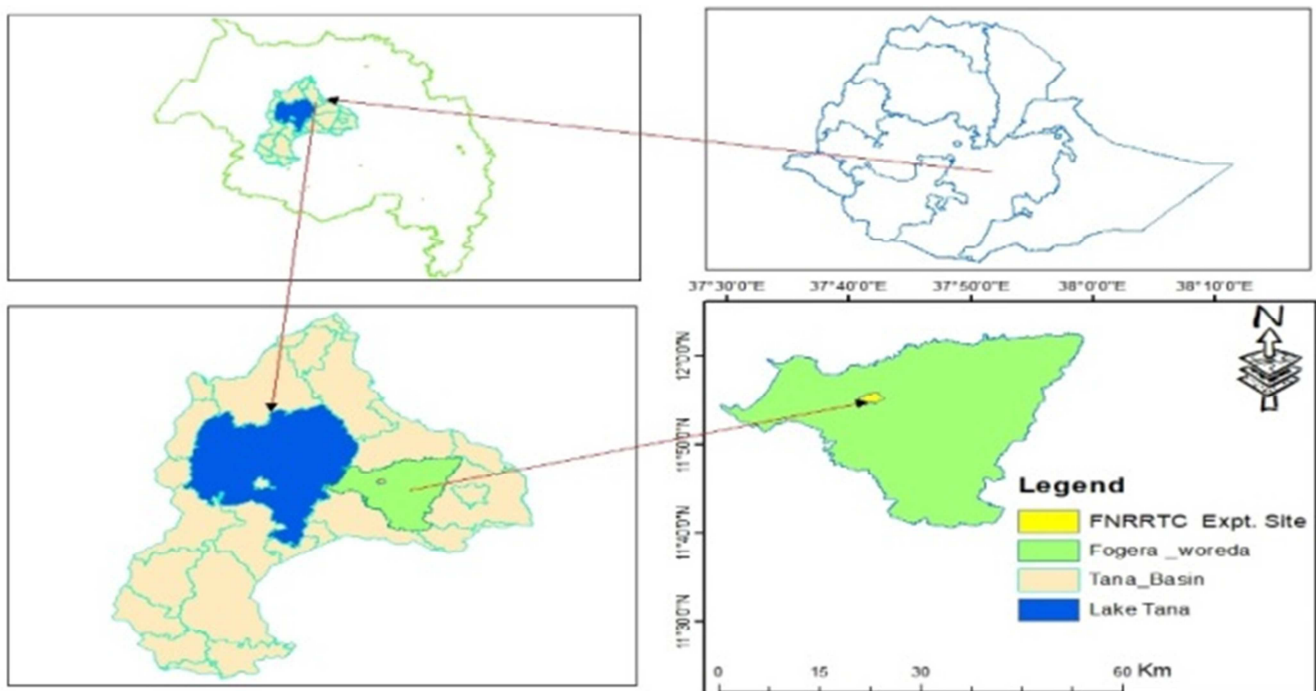 37°30'0"E 37°40'0"E 37°50'0"E 38°0'0"E 38°10'0"E
N
12°0'0"N
11°50'0"N
11°40'0"N
11°30'0"N
Legend
FNRRTC Expt. Site
Fogera _woreda
Tana_Basin
Lake Tana
0 15 30 60 Km